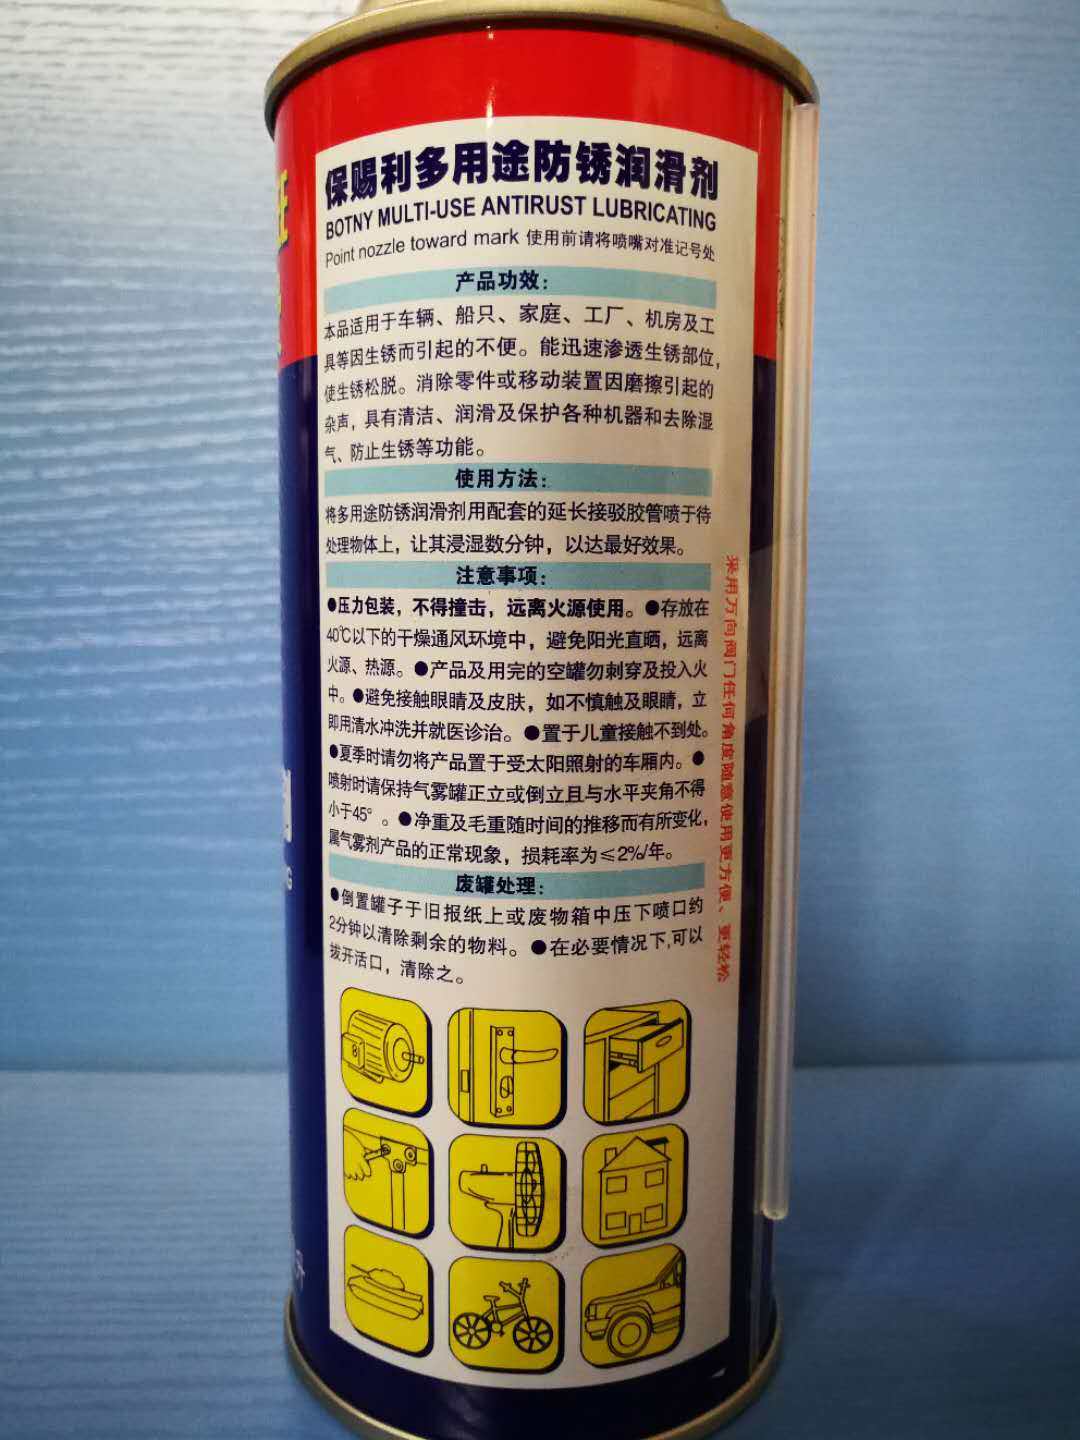 保赐利多用途防锈润滑剂
BOTNY MULTI-USE ANTIRUST LUBRICATING
Point nozzle toward mark 使用前请将喷嘴对准记号处
产品功效：
本品适用于车辆、船只、家庭、工厂、机房及工
具等因生锈而引起的不便。能迅速渗透生锈部位，
使生锈松脱。消除零件或移动装置因磨擦引起的
杂声，具有清洁、润滑及保护各种机器和去除湿
气、防止生锈等功能。
使用方法：
将多用途防锈润滑剂用配套的延长接驳胶管喷于待
处理物体上，让其浸湿数分钟，以达最好效果。
注意事项：
●压力包装，不得撞击，远离火源使用。●存放在
40℃以下的干燥通风环境中，避免阳光直晒，远离
火源、热源。●产品及用完的空罐勿刺穿及投入火
中。●避免接触眼睛及皮肤，如不慎触及眼睛，立
即用清水冲洗并就医诊治。●置于儿童接触不到处。
●夏季时请勿将产品置于受太阳照射的车厢内。●
喷射时请保持气雾罐正立或倒立且与水平夹角不得
小于45°。●净重及毛重随时间的推移而有所变化，
属气雾剂产品的正常现象，损耗率为≤2%/年。
废罐处理：
●倒置罐子于旧报纸上或废物箱中压下喷口约
2分钟以清除剩余的物料。●在必要情况下,可以
拔开活口，清除之。
采用万向阀门任何角度随意使用更方便、更轻松